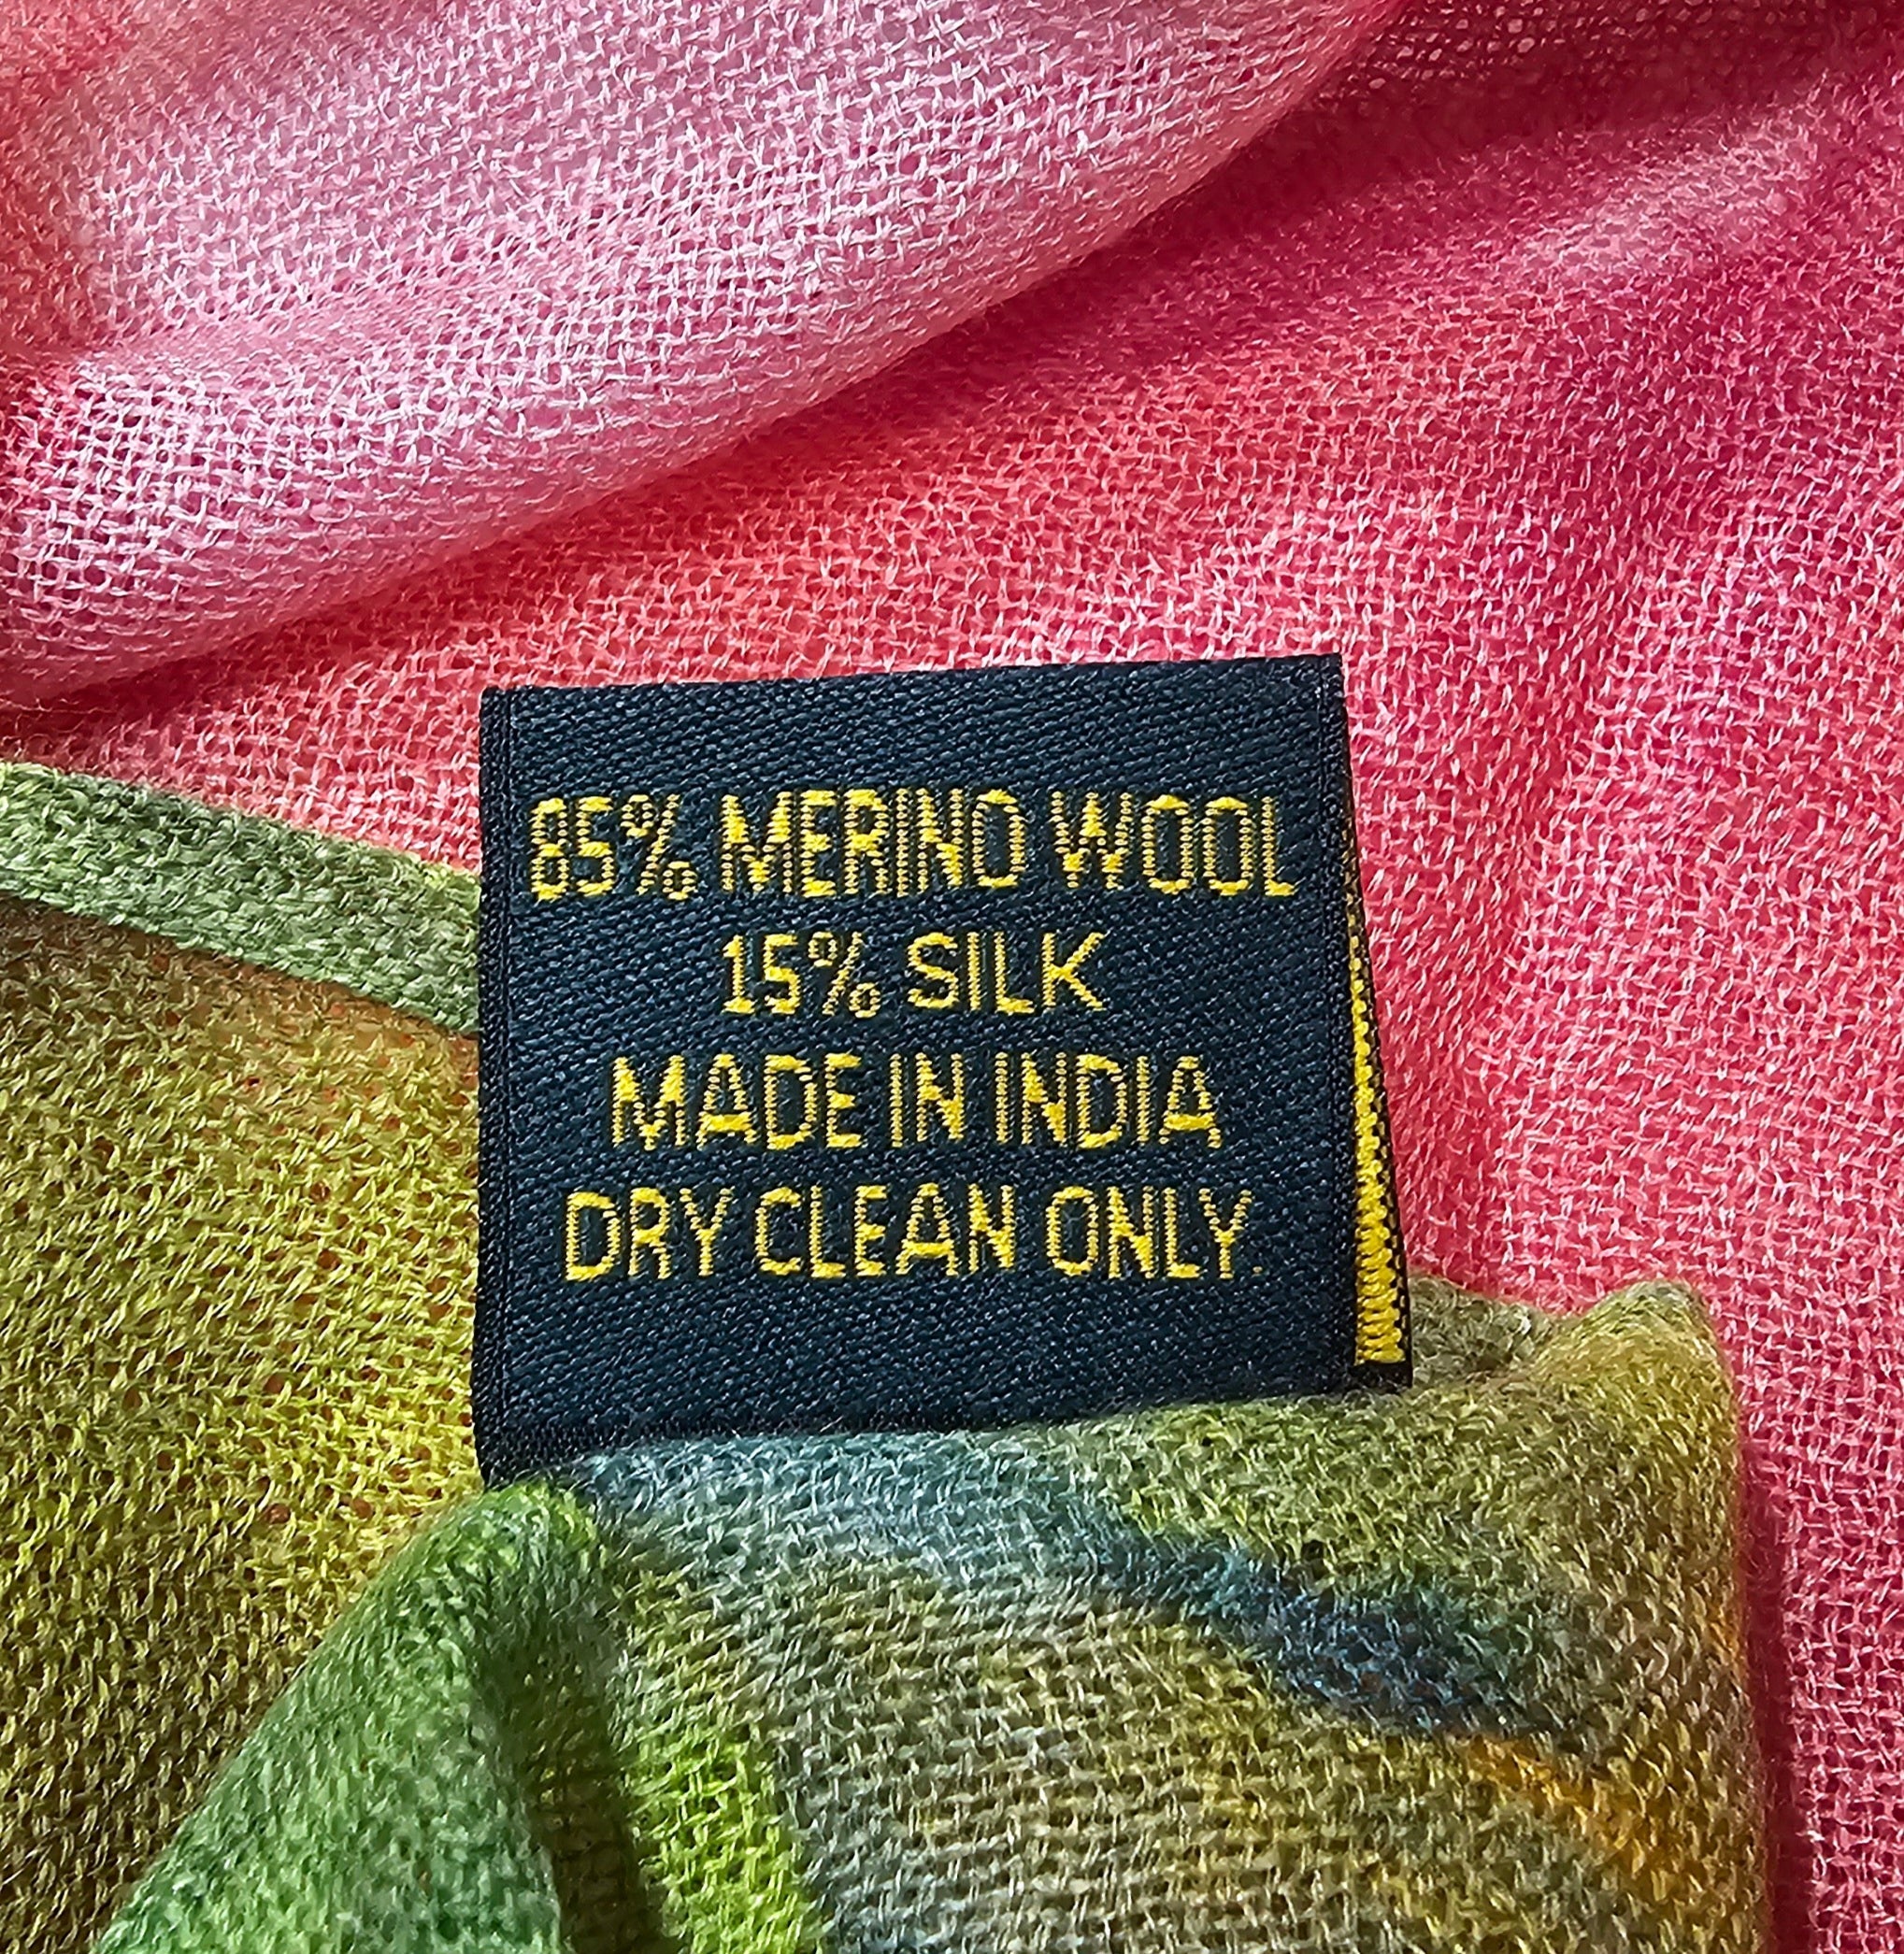 85% MERINO WOOL
15% SILK
MADE IN INDIA
DRY CLEAN ONLY.